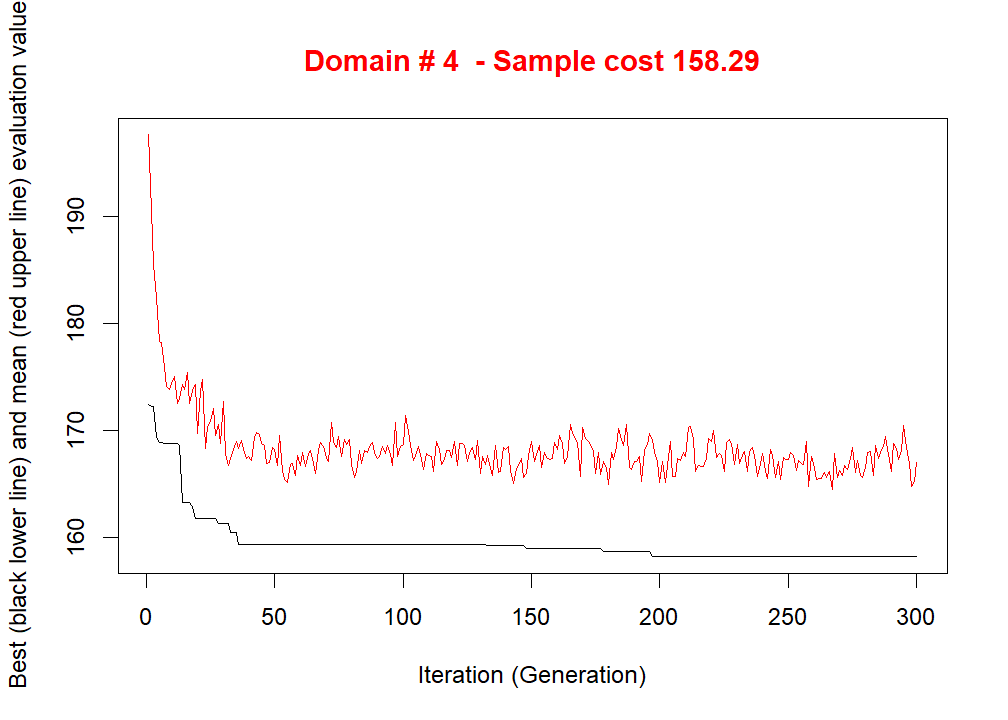 Domain # 4  - Sample cost 158.29
Best (black lower line) and mean (red upper line) evaluation value
190
180
170
160
0 50 100 150 200 250 300
Iteration (Generation)